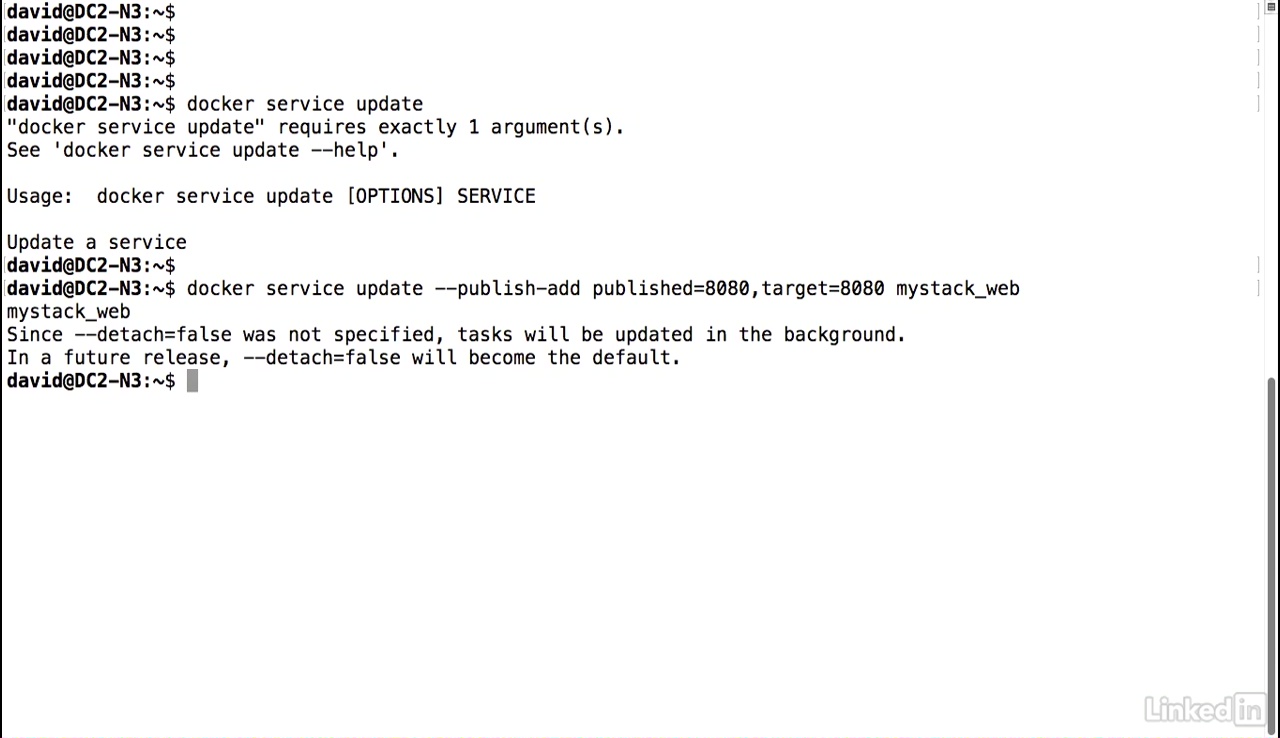 david@DC2-N3:~$
david@DC2-N3:~$
david@DC2-N3:~$
david@DC2-N3:~$
david@DC2-N3:~$ docker service update
"docker service update" requires exactly 1 argument(s).
See 'docker service update --help'.
Usage:  docker service update [OPTIONS] SERVICE
Update a service
david@DC2-N3:~$
david@DC2-N3:~$ docker service update --publish-add published=8080,target=8080 mystack_web
mystack_web
Since --detach=false was not specified, tasks will be updated in the background.
In a future release, --detach=false will become the default.
david@DC2-N3:~$
Linked in